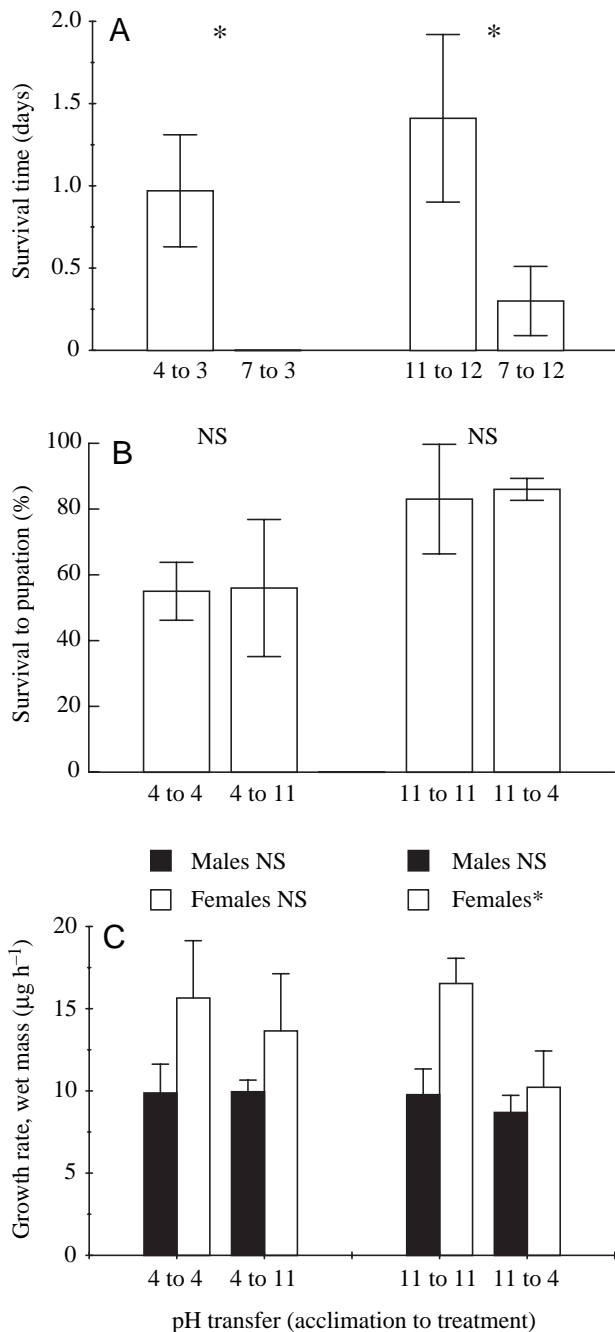 A
*
*
Survival time (days)
2.0
1.5
1.0
0.5
0
4 to 3
7 to 3
11 to 12
7 to 12
B
NS
NS
Survival to pupation (%)
100
80
60
40
20
0
4 to 4
4 to 11
11 to 11
11 to 4
Males NS
Females NS
Males NS
Females*
C
Growth rate, wet mass (µg h⁻¹)
20
15
10
5
0
4 to 4
4 to 11
11 to 11
11 to 4
pH transfer (acclimation to treatment)